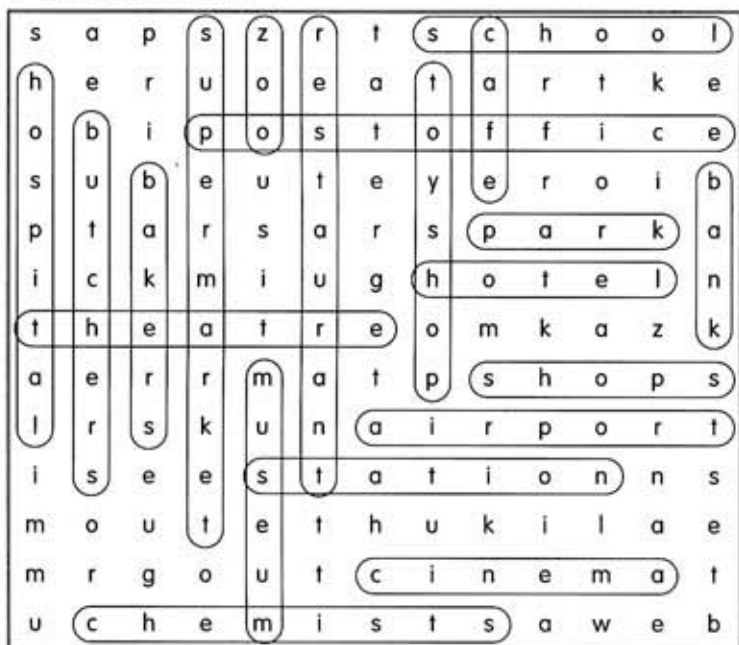 s a p s z r t s c h o o l
h e r u o e a t a r t k e
o b i p o s t o f f i c e
s u b e u t e y e r o i b
p t a r s a r s p a r k a
i c k m i u g h o t e l n
t h e a t r e o m k a z k
a e r r m a t p s h o p s
l r s k u n a i r p o r t
i s e e s t a t i o n n s
m o u t e t h u k i l a e
m r g o u t c i n e m a t
u c h e m i s t s a w e b